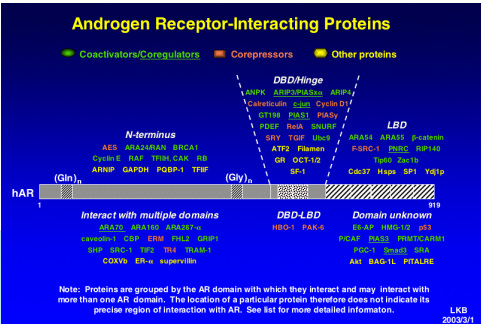 Androgen Receptor-Interacting Proteins
Coactivators/Coregulators Corepressors Other proteins
DBD/Hinge
ANPK ARIP3/PIASxα ARIP4
Calreticulin c-jun Cyclin D1
GT198 PIAS1 PIASy
PDEF RelA SNURF
SRY TGIF Ubc9
ATF2 Filamen
GR OCT-1/2
SF-1
LBD
ARA54 ARA55 β-catenin
F-SRC-1 PNRC RIP140
Tip60 Zac1b
Cdc37 Hsps SP1 Ydj1p
N-terminus
AES ARA24/RAN BRCA1
Cyclin E RAF TFIIH, CAK RB
ARNIP GAPDH PQBP-1 TFIIF
(Gln)n (Gly)n
hAR
1 919
Interact with multiple domains
ARA70 ARA160 ARA267-α
caveolin-1 CBP ERM FHL2 GRIP1
SHP SRC-1 TIF2 TR4 TRAM-1
COXVb ER-α supervillin
DBD-LBD
HBO-1 PAK-6
Domain unknown
E6-AP HMG-1/2 p53
P/CAF PIAS3 PRMT/CARM1
PGC-1 Smad3 SRA
Akt BAG-1L PITALRE
Note: Proteins are grouped by the AR domain with which they interact and may interact with
more than one AR domain. The location of a particular protein therefore does not indicate its
precise region of interaction with AR. See list for more detailed informaton.
LKB
2003/3/1